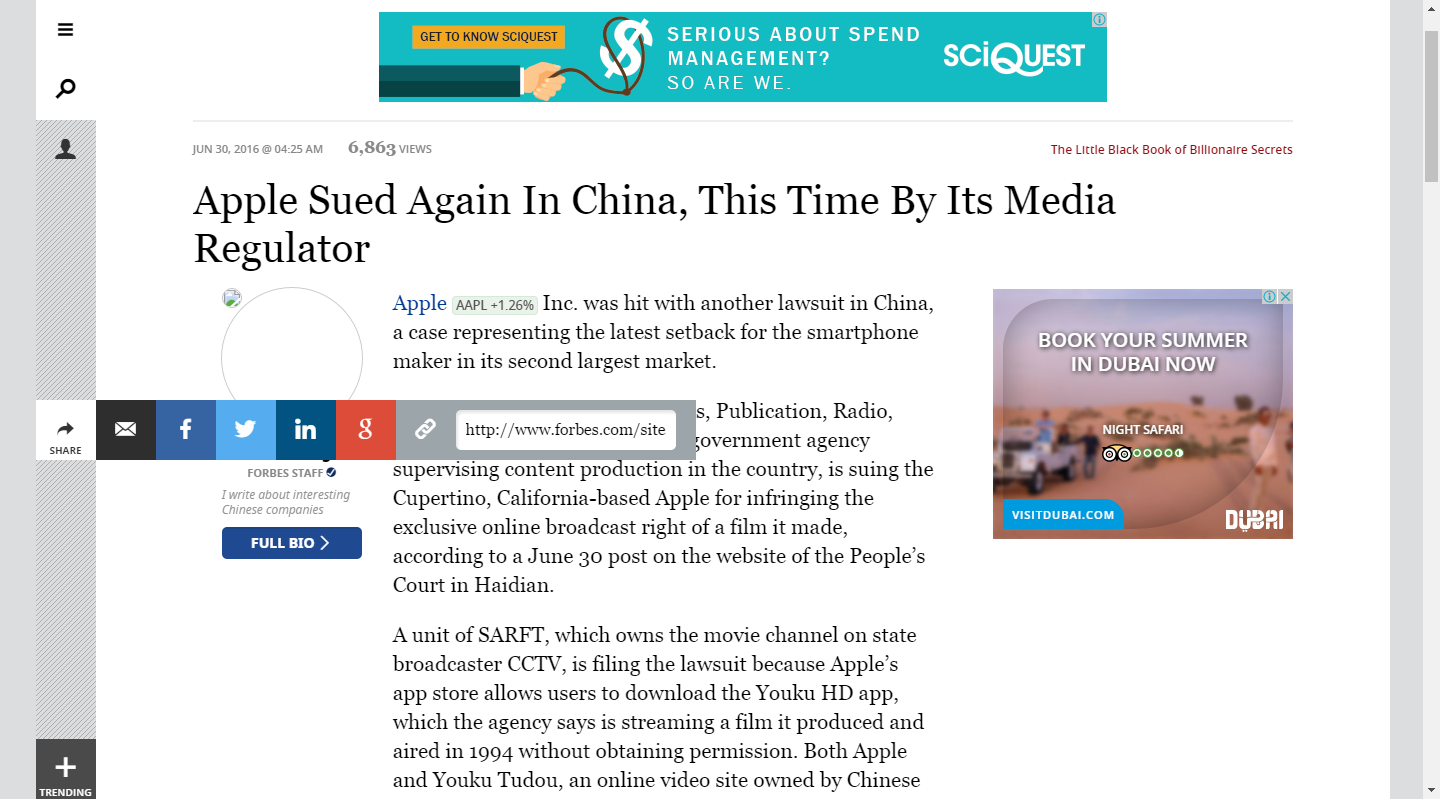 GET TO KNOW SCIQUEST
SERIOUS ABOUT SPEND
MANAGEMENT?
SO ARE WE.
SCIQUEST
JUN 30, 2016 @ 04:25 AM
6,863 VIEWS
The Little Black Book of Billionaire Secrets
Apple Sued Again In China, This Time By Its Media
Regulator
Apple AAPL +1.26% Inc. was hit with another lawsuit in China,
a case representing the latest setback for the smartphone
maker in its second largest market.
s, Publication, Radio,
government agency
supervising content production in the country, is suing the
Cupertino, California-based Apple for infringing the
exclusive online broadcast right of a film it made,
according to a June 30 post on the website of the People's
Court in Haidian.
A unit of SARFT, which owns the movie channel on state
broadcaster CCTV, is filing the lawsuit because Apple's
app store allows users to download the Youku HD app,
which the agency says is streaming a film it produced and
aired in 1994 without obtaining permission. Both Apple
and Youku Tudou, an online video site owned by Chinese
SHARE
f
in
g
http://www.forbes.com/site
FORBES STAFF
I write about interesting
Chinese companies
FULL BIO
BOOK YOUR SUMMER
IN DUBAI NOW
NIGHT SAFARI
VISITDUBAI.COM
DUBAI
TRENDING